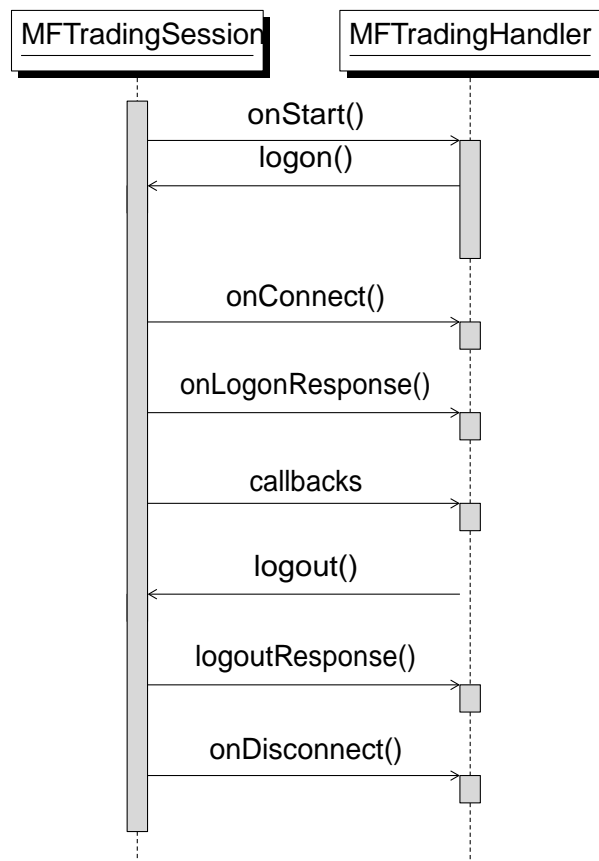 MFTradingSession
MFTradingHandler
onStart()
logon()
onConnect()
onLogonResponse()
callbacks
logout()
logoutResponse()
onDisconnect()